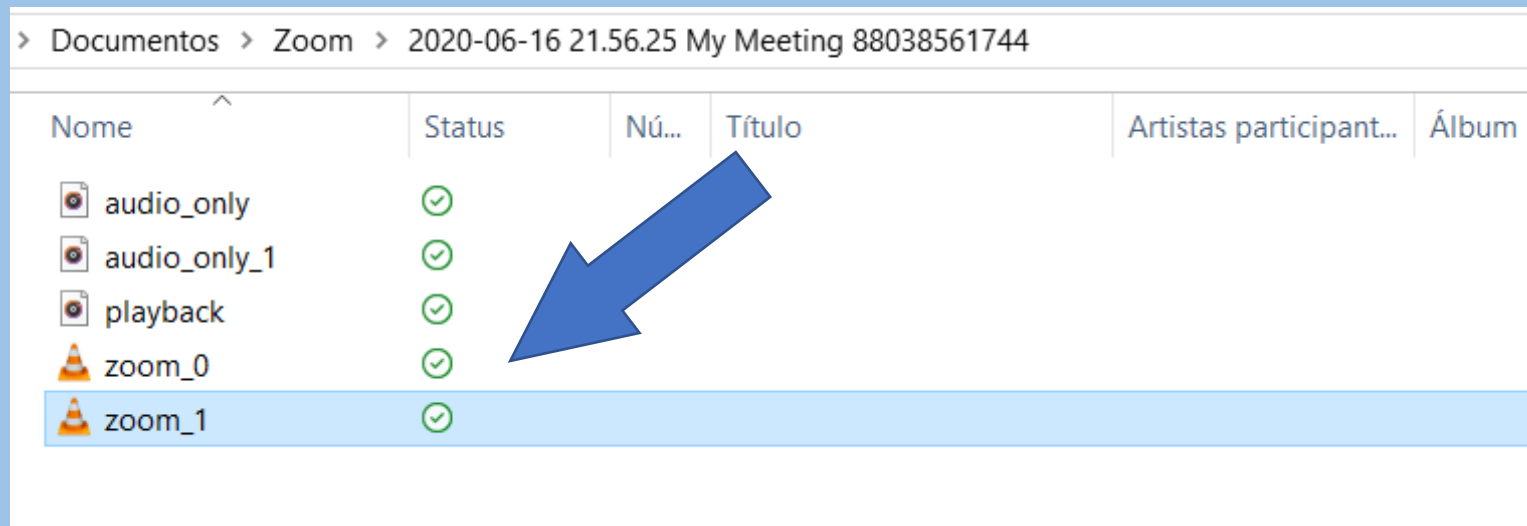 > Documentos > Zoom > 2020-06-16 21.56.25 My Meeting 88038561744
Nome Status Nú... Título Artistas participant... Álbum
audio_only
audio_only_1
playback
zoom_0
zoom_1